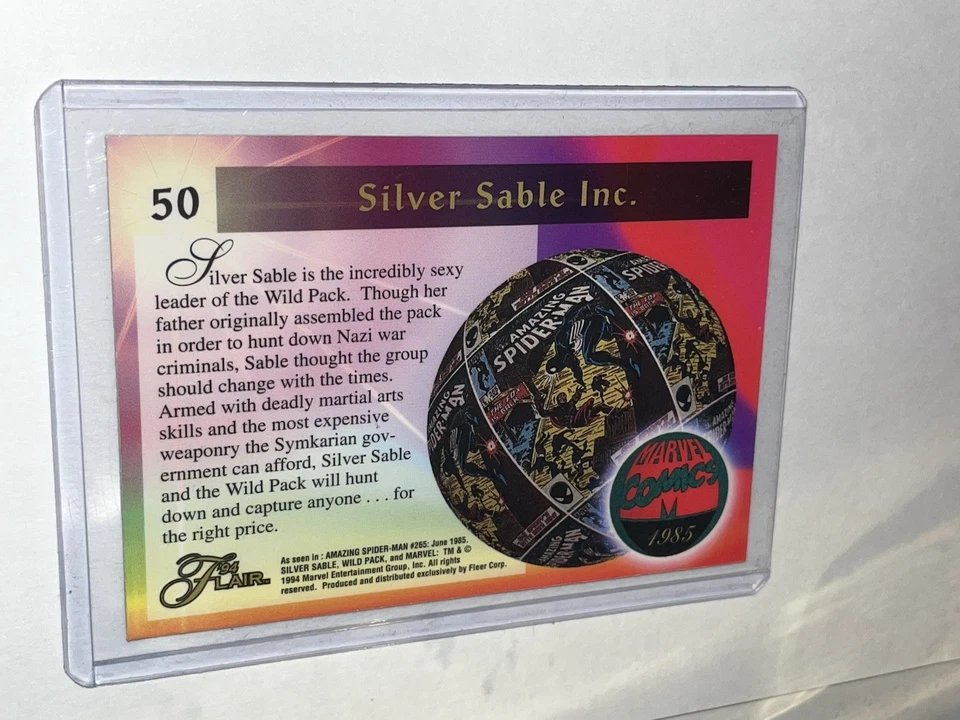 50
Silver Sable Inc.
Silver Sable is the incredibly sexy
leader of the Wild Pack. Though her
father originally assembled the pack
in order to hunt down Nazi war
criminals, Sable thought the group
should change with the times.
Armed with deadly martial arts
skills and the most expensive
weaponry the Symkarian gov-
ernment can afford, Silver Sable
and the Wild Pack will hunt
down and capture anyone . . . for
the right price.
AMAZING
SPIDER-MAN
MARVEL
COMICS
M
1985
'94
FLAIR
As seen in : AMAZING SPIDER-MAN #265: June 1985.
SILVER SABLE, WILD PACK, and MARVEL: TM & ©
1994 Marvel Entertainment Group, Inc. All rights
reserved. Produced and distributed exclusively by Fleer Corp.